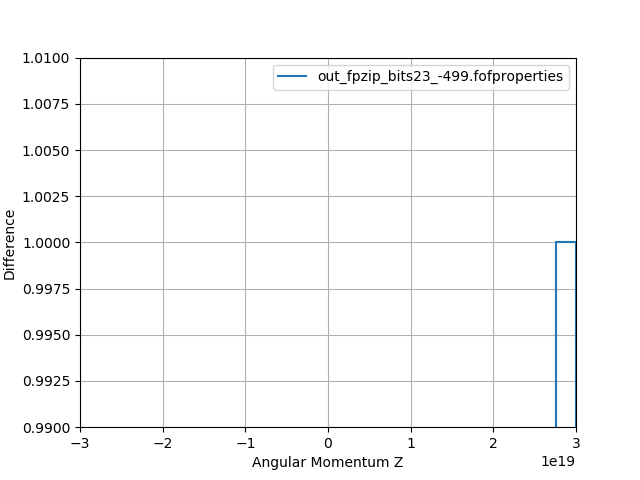 out_fpzip_bits23_-499.fofproperties
1.0100
1.0075
1.0050
1.0025
1.0000
0.9975
0.9950
0.9925
0.9900
Difference
−3 −2 −1 0 1 2 3
1e19
Angular Momentum Z